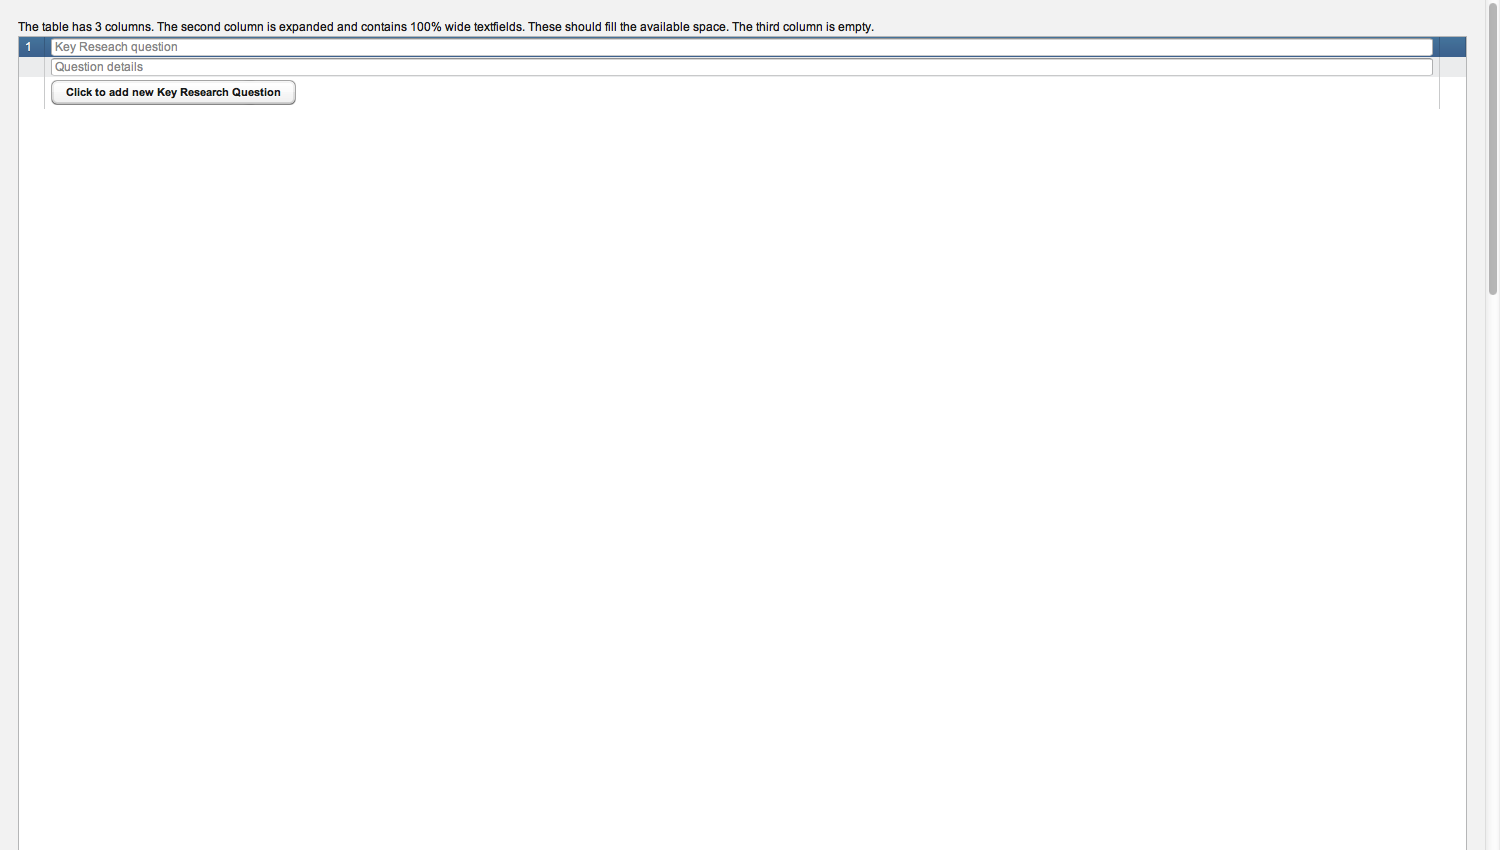 The table has 3 columns. The second column is expanded and contains 100% wide textfields. These should fill the available space. The third column is empty.
1 Key Reseach question
Question details
Click to add new Key Research Question